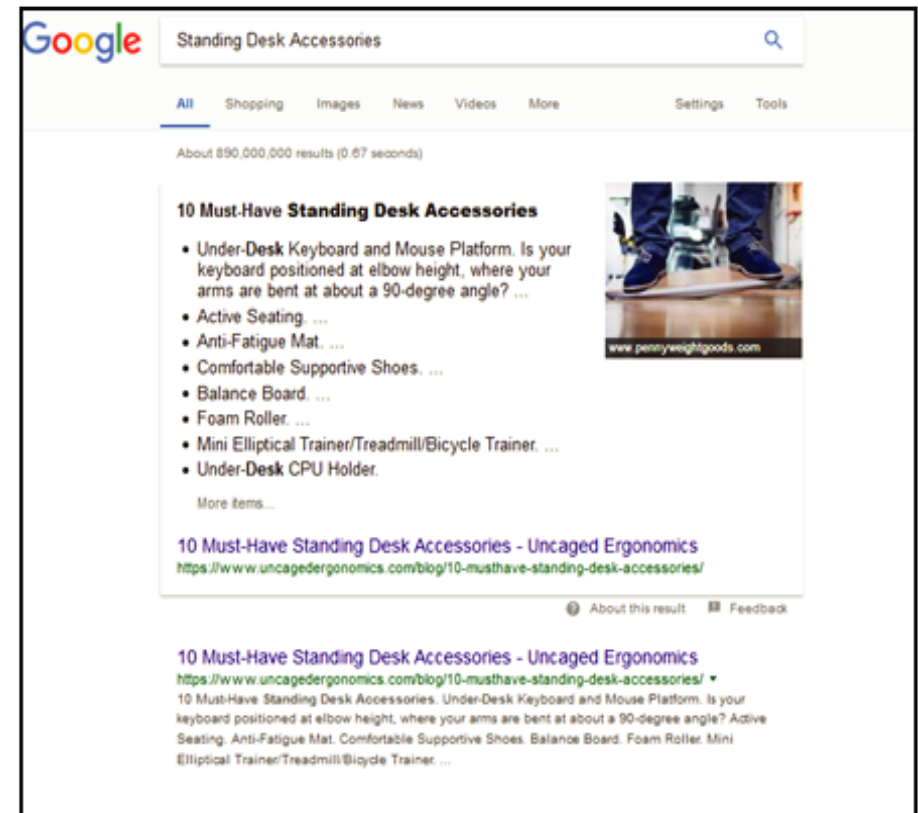 Google Standing Desk Accessories
All Shopping Images News Videos More Settings Tools
About 890,000,000 results (0.67 seconds)
10 Must-Have Standing Desk Accessories
• Under-Desk Keyboard and Mouse Platform. Is your
keyboard positioned at elbow height, where your
arms are bent at about a 90-degree angle? ...
• Active Seating. ...
• Anti-Fatigue Mat. ...
• Comfortable Supportive Shoes. ...
• Balance Board. ...
• Foam Roller. ...
• Mini Elliptical Trainer/Treadmill/Bicycle Trainer. ...
• Under-Desk CPU Holder.
More items...
www.pennyweightgoods.com
10 Must-Have Standing Desk Accessories - Uncaged Ergonomics
https://www.uncagedergonomics.com/blog/10-musthave-standing-desk-accessories/
About this result Feedback
10 Must-Have Standing Desk Accessories - Uncaged Ergonomics
https://www.uncagedergonomics.com/blog/10-musthave-standing-desk-accessories/
10 Must-Have Standing Desk Accessories. Under-Desk Keyboard and Mouse Platform. Is your
keyboard positioned at elbow height, where your arms are bent at about a 90-degree angle? Active
Seating. Anti-Fatigue Mat. Comfortable Supportive Shoes. Balance Board. Foam Roller. Mini
Elliptical Trainer/Treadmill/Bicycle Trainer. ...